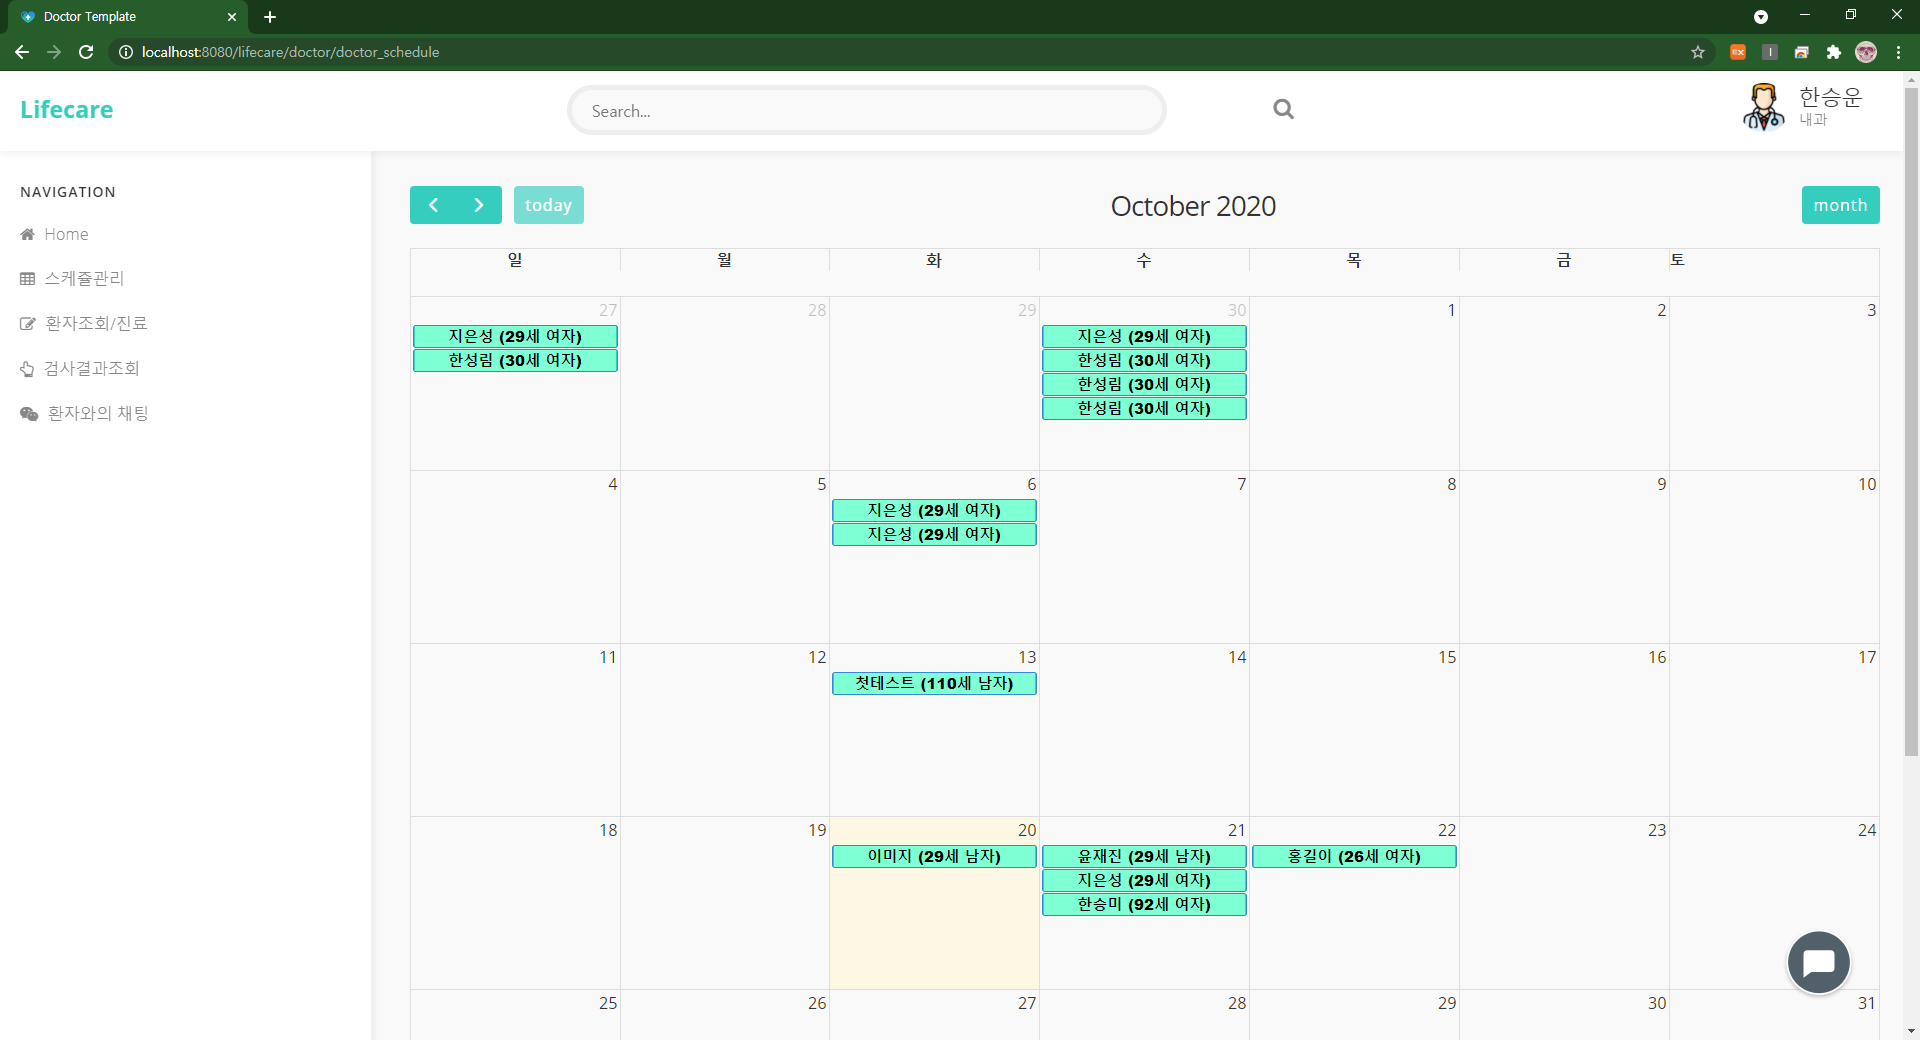 Doctor Template
localhost:8080/lifecare/doctor/doctor_schedule
EX
I
Lifecare
Search...
한승운
내과
NAVIGATION
Home
스케쥴관리
환자조회/진료
검사결과조회
환자와의 채팅
today
October 2020
month
일 월 화 수 목 금 토
27 28 29 30 1 2 3
지은성 (29세 여자) 지은성 (29세 여자)
한성림 (30세 여자) 한성림 (30세 여자)
한성림 (30세 여자)
한성림 (30세 여자)
4 5 6 7 8 9 10
지은성 (29세 여자)
지은성 (29세 여자)
11 12 13 14 15 16 17
첫테스트 (110세 남자)
18 19 20 21 22 23 24
이미지 (29세 남자) 윤재진 (29세 남자) 홍길이 (26세 여자)
지은성 (29세 여자)
한승미 (92세 여자)
25 26 27 28 29 30 31